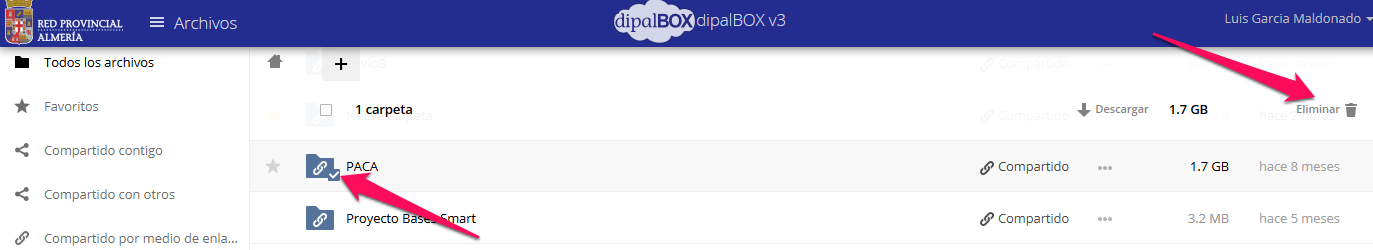 RED PROVINCIAL
ALMERÍA
Archivos
dipalBOX dipalBOX v3
Luis Garcia Maldonado
Todos los archivos
+
Compartido
Favoritos
1 carpeta
Descargar
1.7 GB
Eliminar
Compartido contigo
PACA
Compartido
1.7 GB
hace 8 meses
Compartido con otros
Proyecto Bases Smart
Compartido
3.2 MB
hace 5 meses
Compartido por medio de enla...